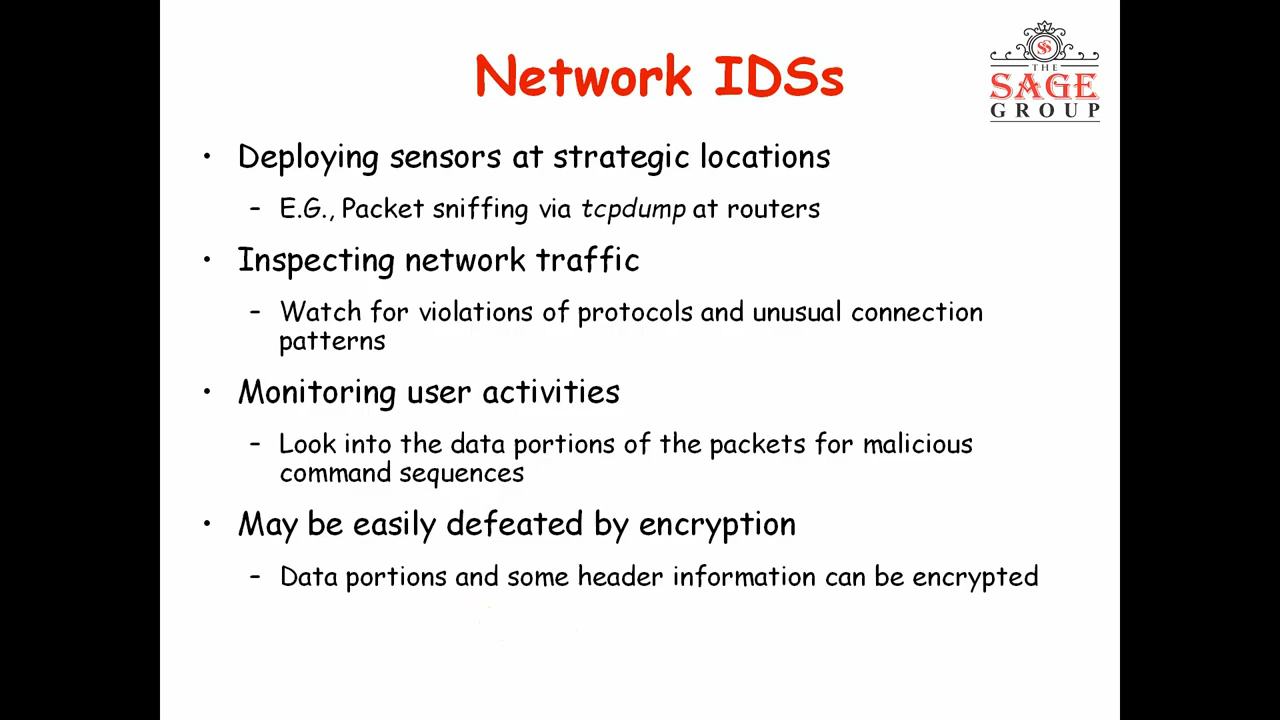 Network IDSs
THE
SAGE
GROUP
• Deploying sensors at strategic locations
– E.G., Packet sniffing via tcpdump at routers
• Inspecting network traffic
– Watch for violations of protocols and unusual connection
patterns
• Monitoring user activities
– Look into the data portions of the packets for malicious
command sequences
• May be easily defeated by encryption
– Data portions and some header information can be encrypted